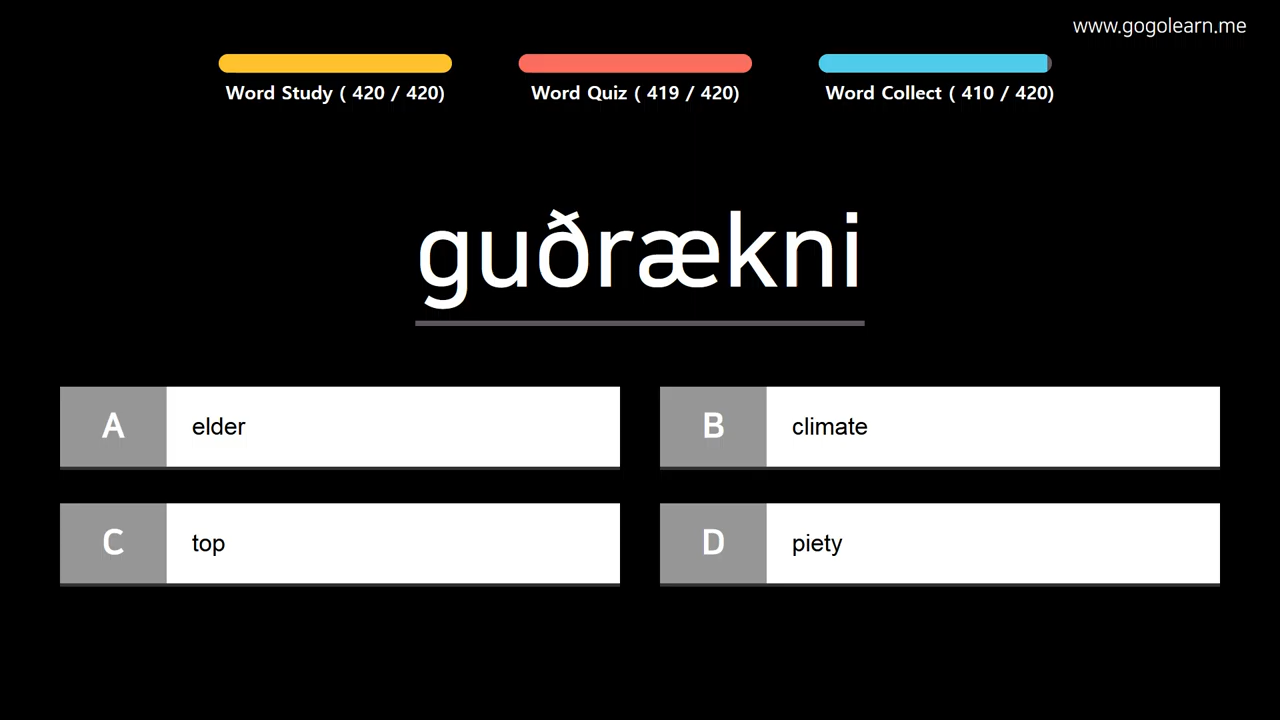 www.gogolearn.me
Word Study ( 420 / 420)
Word Quiz ( 419 / 420)
Word Collect ( 410 / 420)
guðrækni
A
elder
B
climate
C
top
D
piety